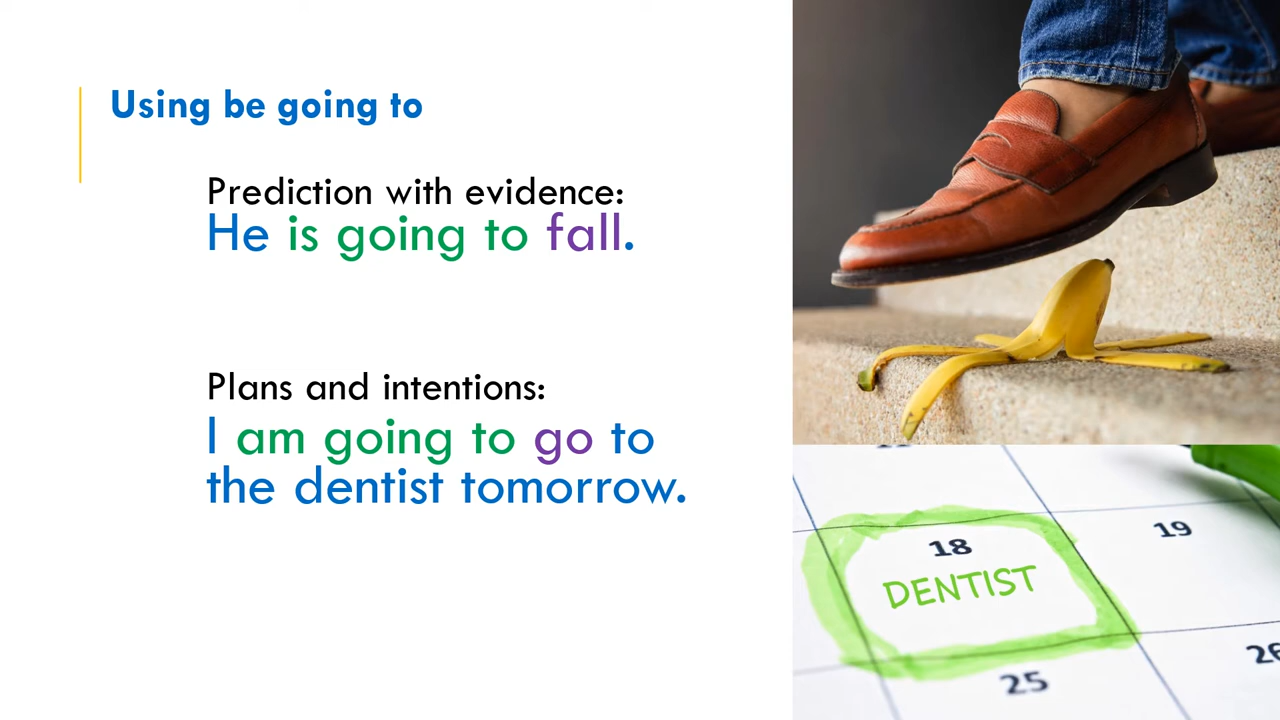 Using be going to
Prediction with evidence:
He is going to fall.
Plans and intentions:
I am going to go to
the dentist tomorrow.
18
19
DENTIST
25
26